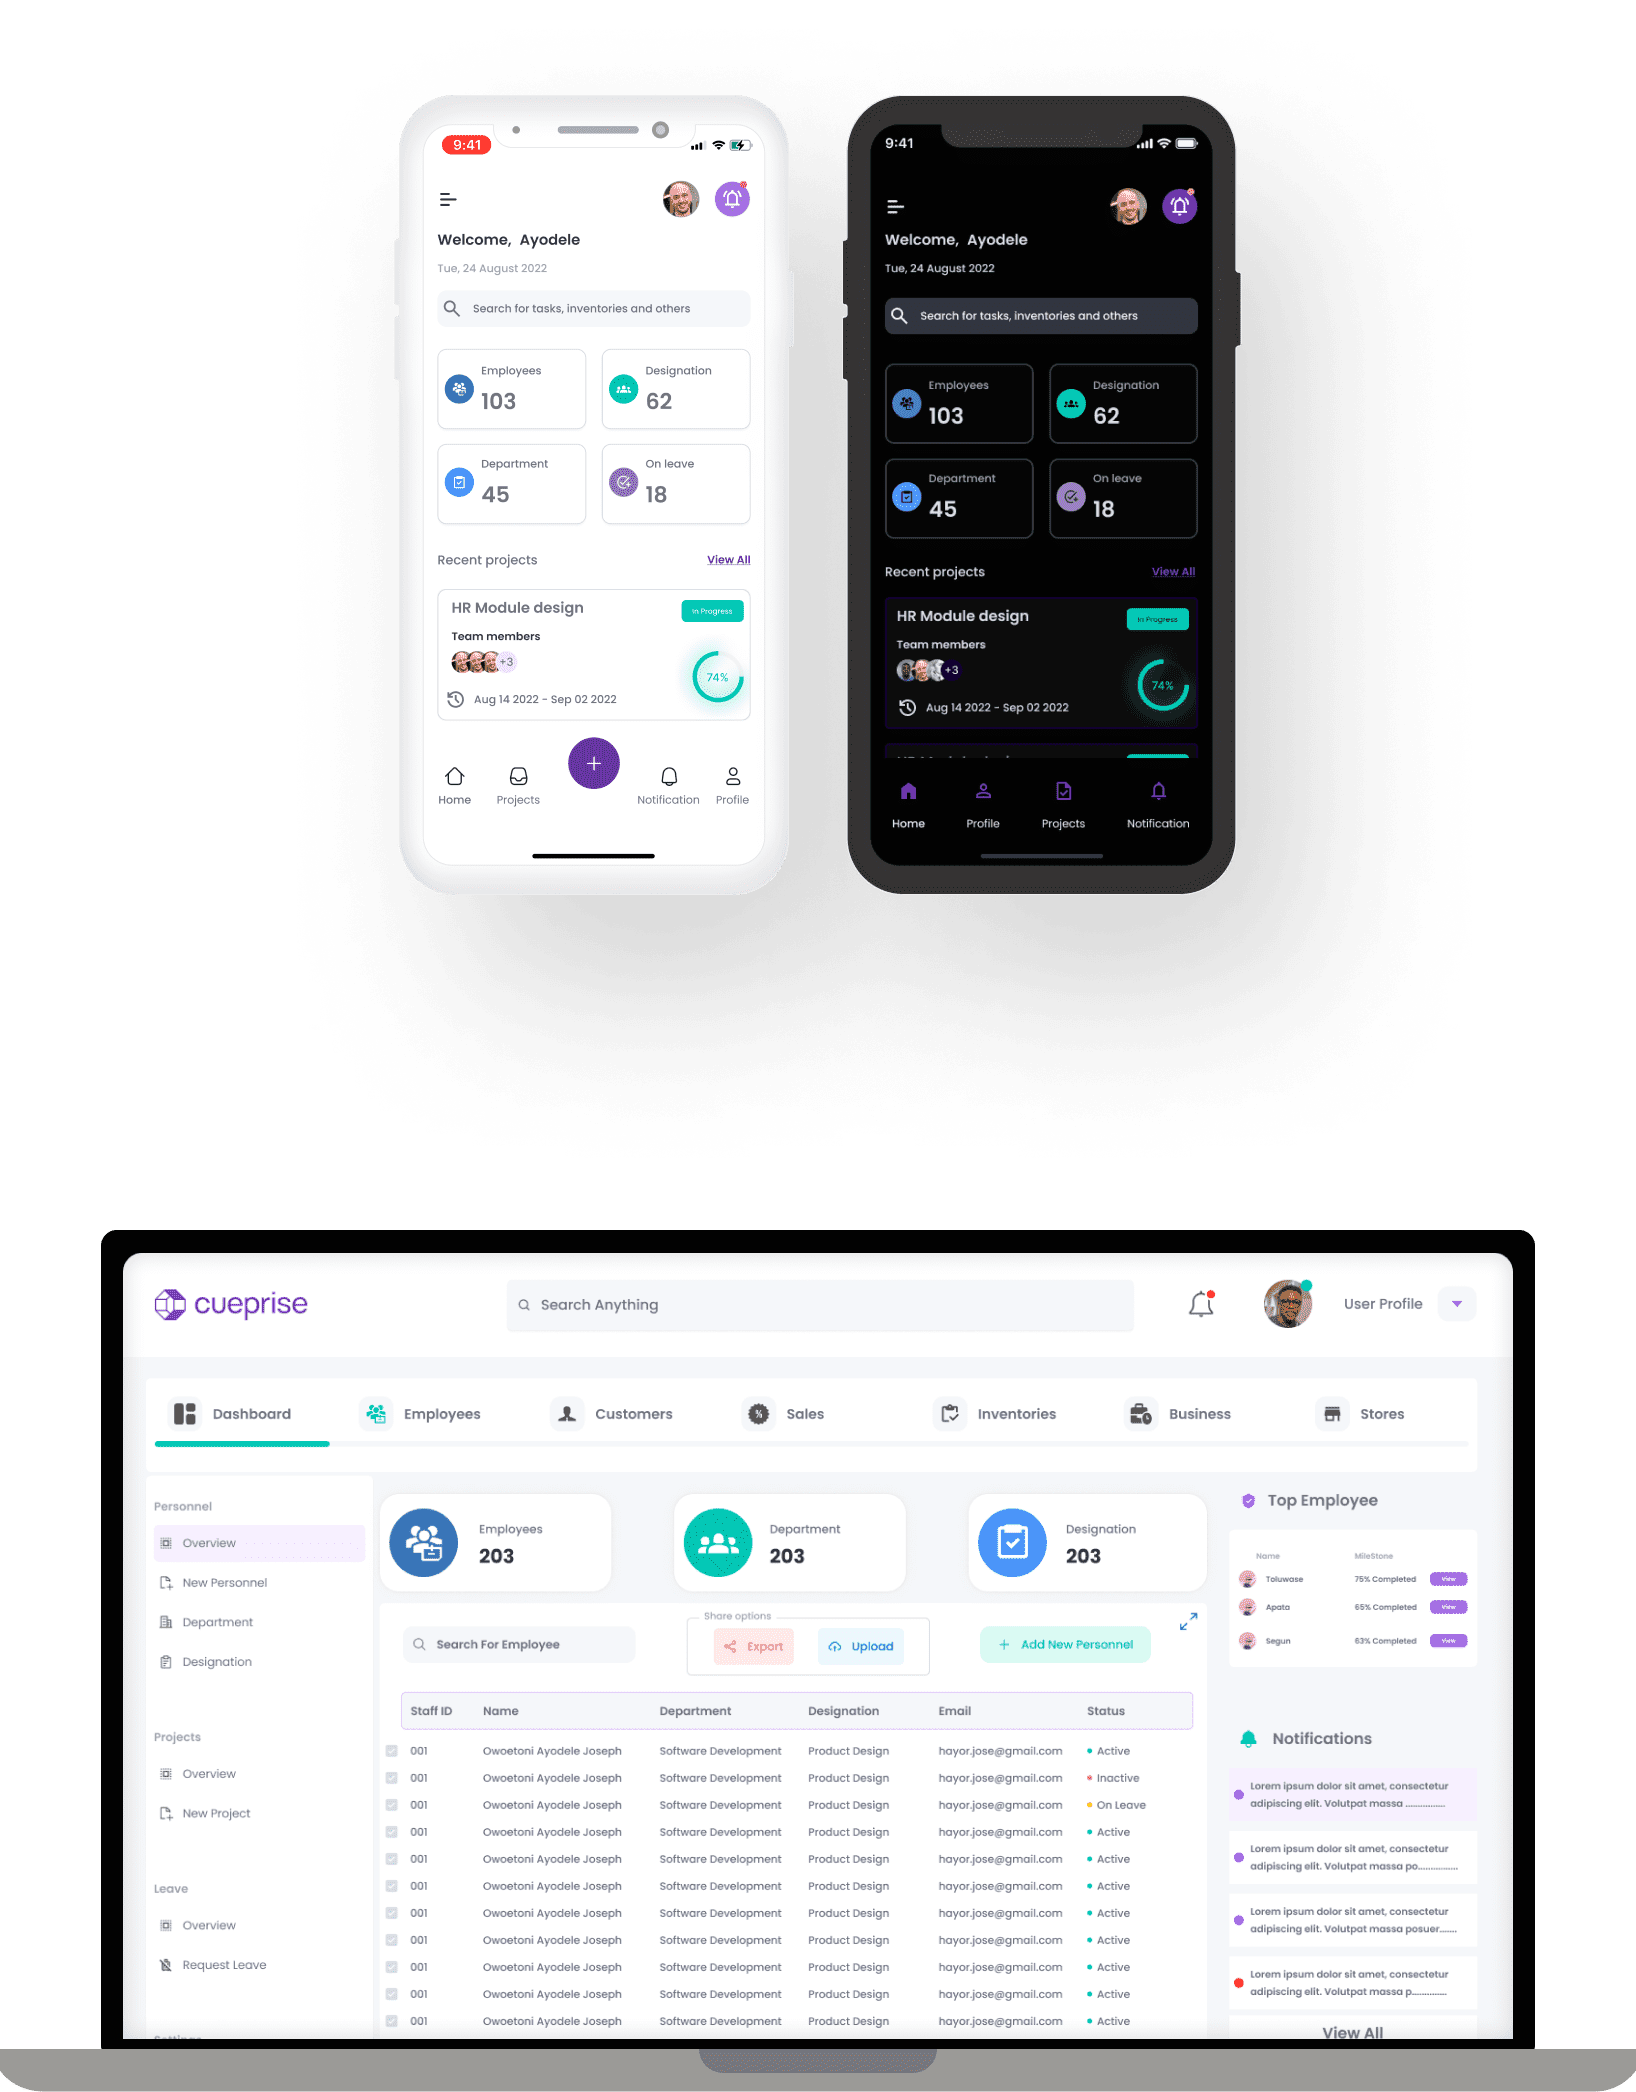 9:41
Welcome, Ayodele
Tue, 24 August 2022
Search for tasks, inventories and others
Employees
103
Designation
62
Department
45
On leave
18
Recent projects View All
HR Module design
In Progress
Team members
+3
74%
Aug 14 2022 - Sep 02 2022
Home Projects + Notification Profile
9:41
Welcome, Ayodele
Tue, 24 August 2022
Search for tasks, inventories and others
Employees
103
Designation
62
Department
45
On leave
18
Recent projects View All
HR Module design
In Progress
Team members
+3
74%
Aug 14 2022 - Sep 02 2022
Home Profile Projects Notification
cueprise
Search Anything
User Profile
Dashboard Employees Customers Sales Inventories Business Stores
Personnel
Overview
New Personnel
Department
Designation
Projects
Overview
New Project
Leave
Overview
Request Leave
Settings
Employees
203
Department
203
Designation
203
Search For Employee
Share options
Export Upload
+ Add New Personnel
Staff ID Name Department Designation Email Status
001 Owoetoni Ayodele Joseph Software Development Product Design hayor.jose@gmail.com Active
001 Owoetoni Ayodele Joseph Software Development Product Design hayor.jose@gmail.com Inactive
001 Owoetoni Ayodele Joseph Software Development Product Design hayor.jose@gmail.com On Leave
001 Owoetoni Ayodele Joseph Software Development Product Design hayor.jose@gmail.com Active
001 Owoetoni Ayodele Joseph Software Development Product Design hayor.jose@gmail.com Active
001 Owoetoni Ayodele Joseph Software Development Product Design hayor.jose@gmail.com Active
001 Owoetoni Ayodele Joseph Software Development Product Design hayor.jose@gmail.com Active
001 Owoetoni Ayodele Joseph Software Development Product Design hayor.jose@gmail.com Active
001 Owoetoni Ayodele Joseph Software Development Product Design hayor.jose@gmail.com Active
001 Owoetoni Ayodele Joseph Software Development Product Design hayor.jose@gmail.com Active
001 Owoetoni Ayodele Joseph Software Development Product Design hayor.jose@gmail.com Active
Top Employee
Name MileStone
Toluwase 75% Completed View
Apata 65% Completed View
Segun 63% Completed View
Notifications
Lorem ipsum dolor sit amet, consectetur
adipiscing elit. Volutpat massa ................
Lorem ipsum dolor sit amet, consectetur
adipiscing elit. Volutpat massa po................
Lorem ipsum dolor sit amet, consectetur
adipiscing elit. Volutpat massa posuer.......
Lorem ipsum dolor sit amet, consectetur
adipiscing elit. Volutpat massa p..............
View All